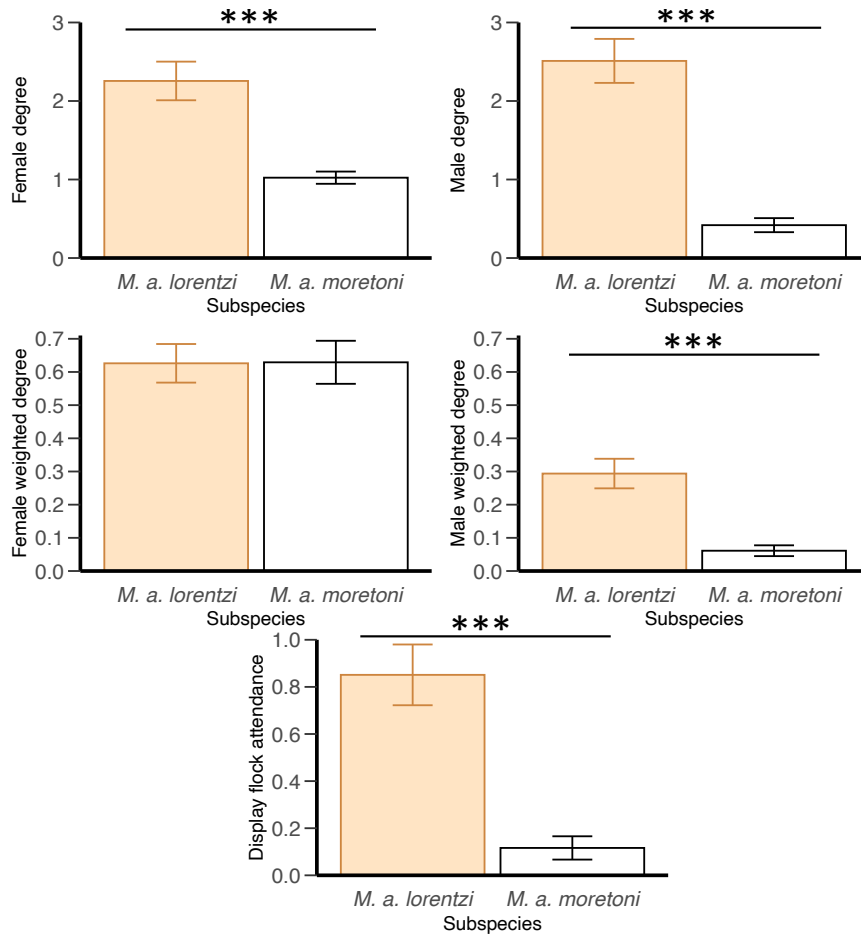 ***
3
2
1
0
Female degree
M. a. lorentzi M. a. moretoni
Subspecies
***
3
2
1
0
Male degree
M. a. lorentzi M. a. moretoni
Subspecies
0.7
0.6
0.5
0.4
0.3
0.2
0.1
0.0
Female weighted degree
M. a. lorentzi M. a. moretoni
Subspecies
***
0.7
0.6
0.5
0.4
0.3
0.2
0.1
0.0
Male weighted degree
M. a. lorentzi M. a. moretoni
Subspecies
***
1.0
0.8
0.6
0.4
0.2
0.0
Display flock attendance
M. a. lorentzi M. a. moretoni
Subspecies